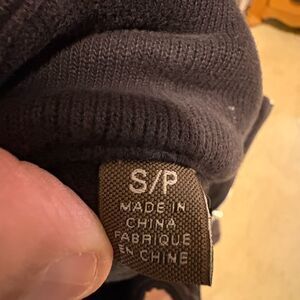 S/P
MADE IN
CHINA
FABRIQUE
EN CHINE